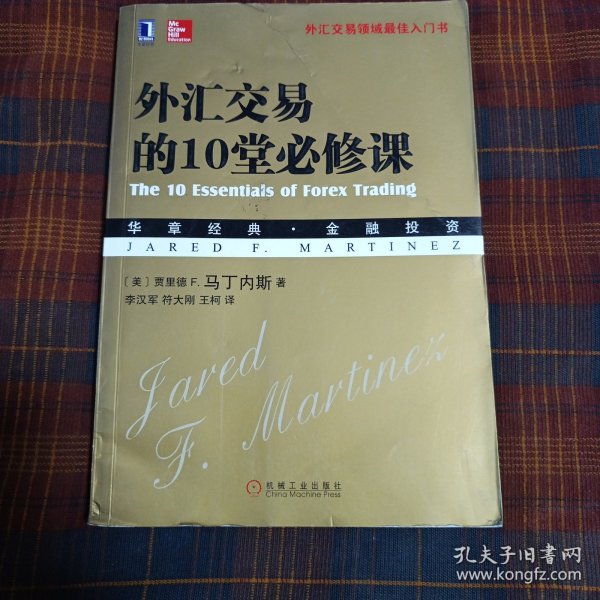 Mc
Graw
Hill
Education
外汇交易领域最佳入门书
外汇交易
的10堂必修课
The 10 Essentials of Forex Trading
华章经典·金融投资
JARED F. MARTINEZ
［美］贾里德 F. 马丁内斯 著
李汉军 符大刚 王柯 译
Jared
F. Martinez
机械工业出版社
China Machine Press
孔夫子旧书网
www.kongfz.com